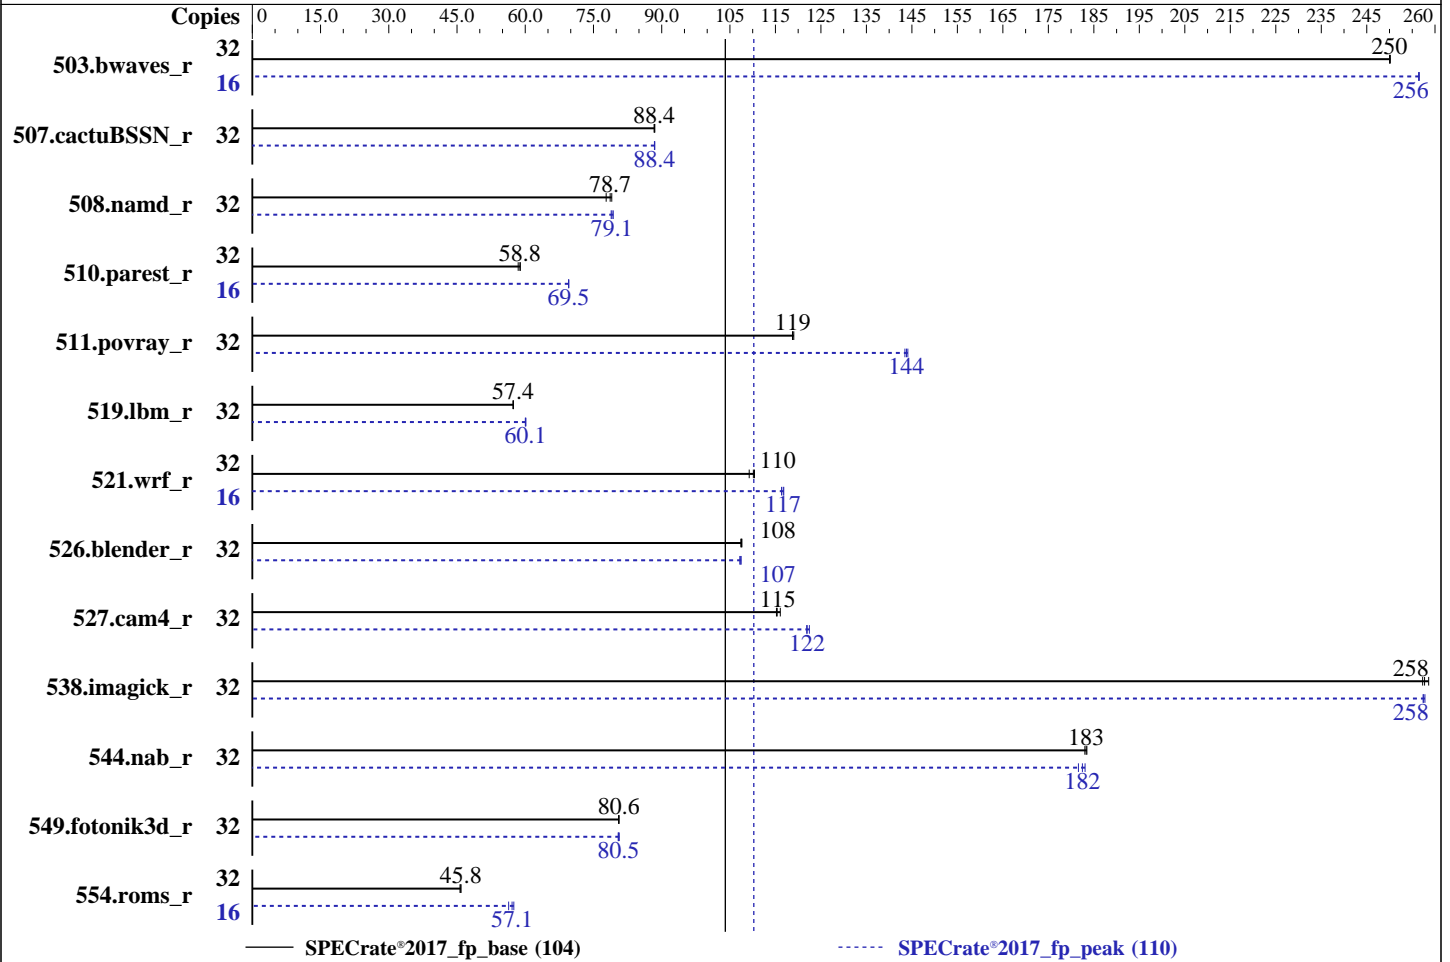 Copies 0 15.0 30.0 45.0 60.0 75.0 90.0 105 115 125 135 145 155 165 175 185 195 205 215 225 235 245 260
503.bwaves_r 32 250
16 256
507.cactuBSSN_r 32 88.4
88.4
508.namd_r 32 78.7
79.1
510.parest_r 32 58.8
16 69.5
511.povray_r 32 119
144
519.lbm_r 32 57.4
60.1
521.wrf_r 32 110
16 117
526.blender_r 32 108
107
527.cam4_r 32 115
122
538.imagick_r 32 258
258
544.nab_r 32 183
182
549.fotonik3d_r 32 80.6
80.5
554.roms_r 32 45.8
16 57.1
SPECrate®2017_fp_base (104) SPECrate®2017_fp_peak (110)